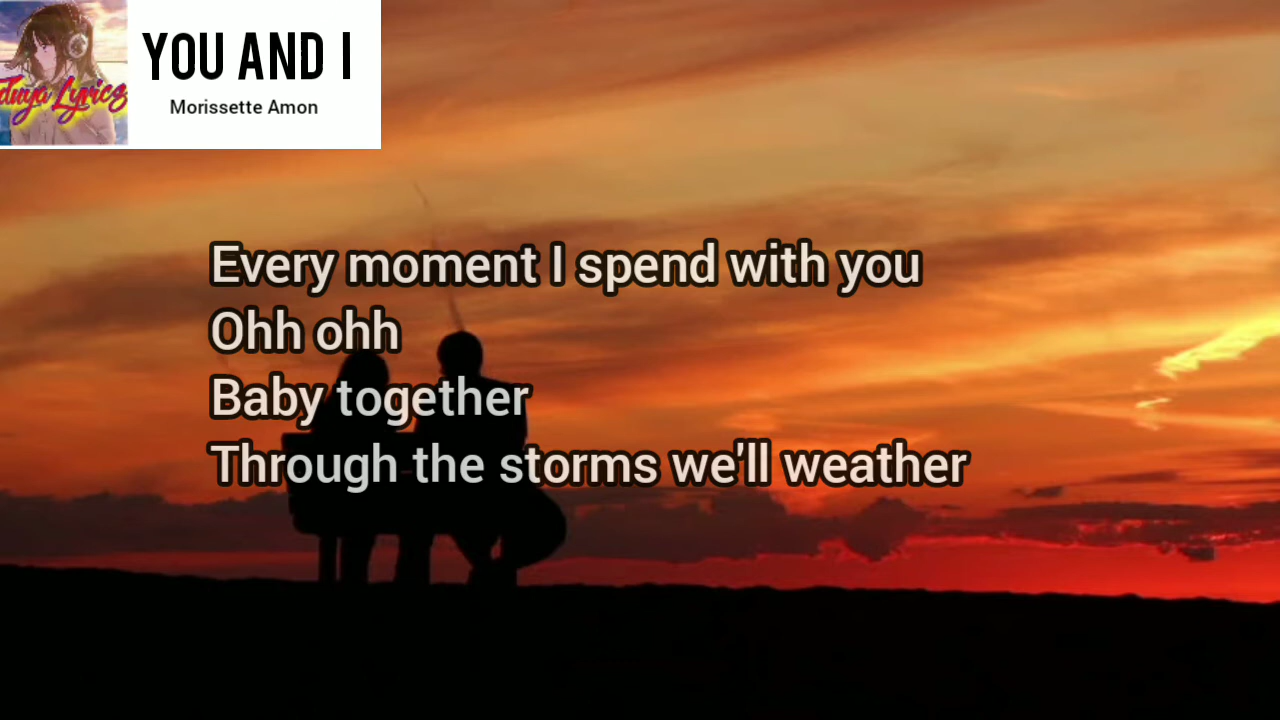 YOU AND I
Morissette Amon
Lyrics
Every moment I spend with you
Ohh ohh
Baby together
Through the storms we'll weather